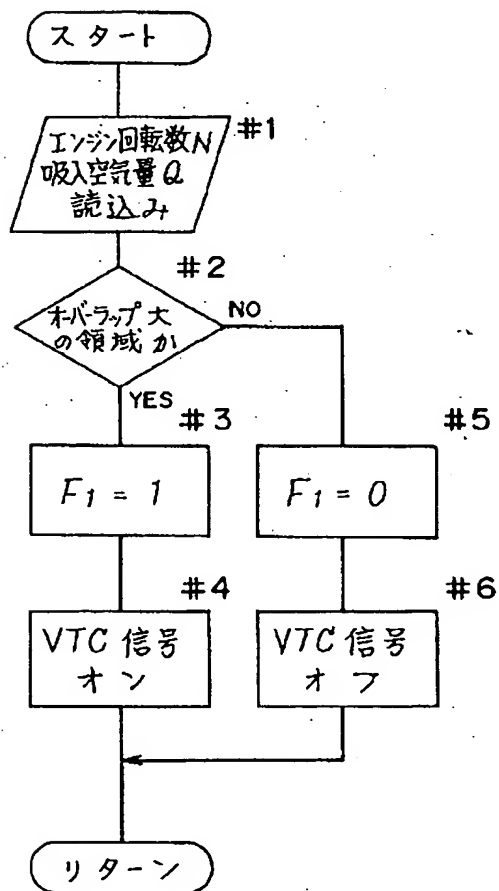 スタート
エンジン回転数N
吸入空気量Q
読込み
#1
#2
オーバーラップ大
の領域か
NO
YES
#3
F1 = 1
#5
F1 = 0
#4
VTC信号
オン
#6
VTC信号
オフ
リターン